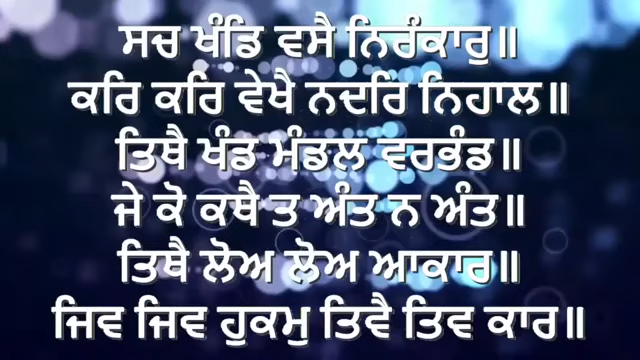 ਸਚ ਖੰਡਿ ਵਸੈ ਨਿਰੰਕਾਰੁ॥
ਕਰਿ ਕਰਿ ਵੇਖੈ ਨਦਰਿ ਨਿਹਾਲ॥
ਤਿਥੈ ਖੰਡ ਮੰਡਲ ਵਰਭੰਡ॥
ਜੇ ਕੋ ਕਥੈ ਤ ਅੰਤ ਨ ਅੰਤ॥
ਤਿਥੈ ਲੋਅ ਲੋਅ ਆਕਾਰ॥
ਜਿਵ ਜਿਵ ਹੁਕਮੁ ਤਿਵੈ ਤਿਵ ਕਾਰ॥